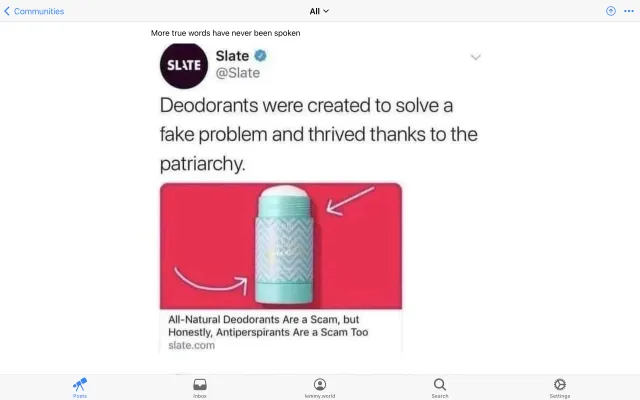 Communities
All
More true words have never been spoken
SLATE
Slate
@Slate
Deodorants were created to solve a
fake problem and thrived thanks to the
patriarchy.
All-Natural Deodorants Are a Scam, but
Honestly, Antiperspirants Are a Scam Too
slate.com
Posts
Inbox
lemmy.world
Search
Settings